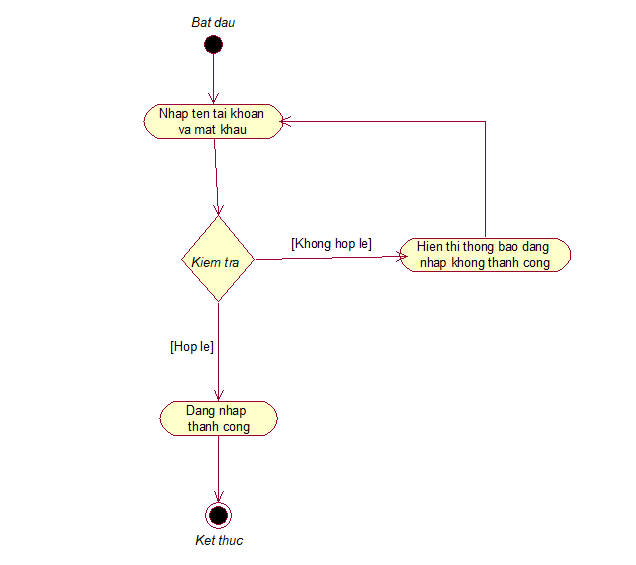 Bat dau
Nhap ten tai khoan
va mat khau
[Khong hop le]
Hien thi thong bao dang
nhap khong thanh cong
Kiem tra
[Hop le]
Dang nhap
thanh cong
Ket thuc